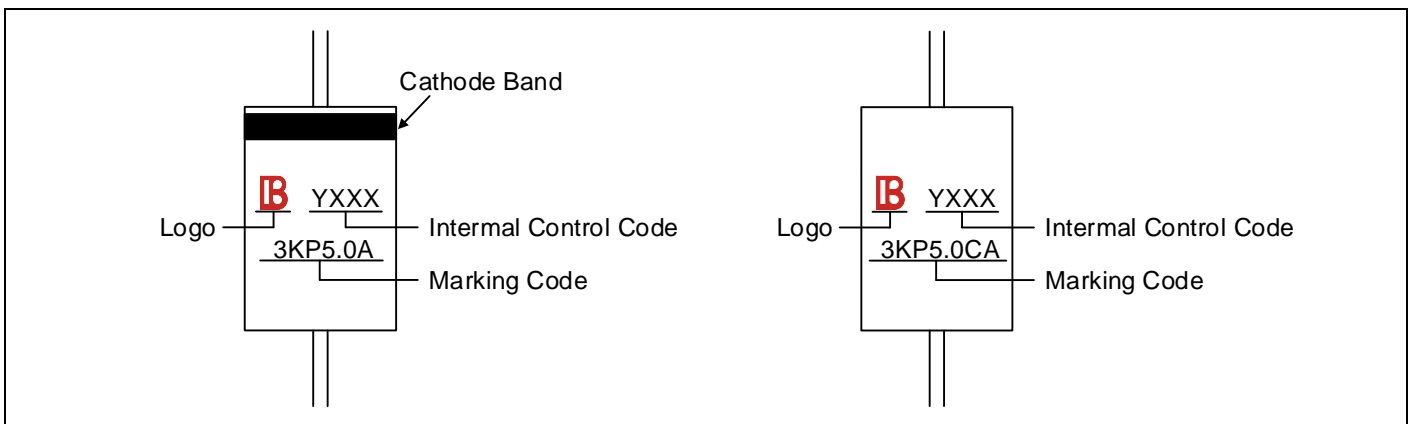 Cathode Band
B YXXX
Logo
Intermal Control Code
3KP5.0A
Marking Code
B YXXX
Logo
Intermal Control Code
3KP5.0CA
Marking Code